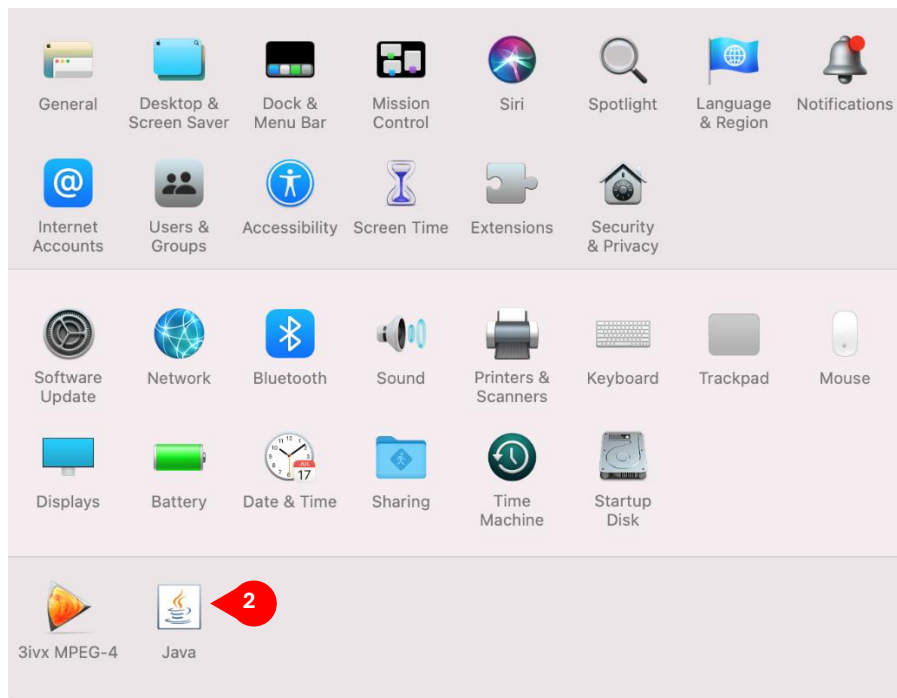 General
Desktop &
Screen Saver
Dock &
Menu Bar
Mission
Control
Siri
Spotlight
Language
& Region
Notifications
Internet
Accounts
Users &
Groups
Accessibility
Screen Time
Extensions
Security
& Privacy
Software
Update
Network
Bluetooth
Sound
Printers &
Scanners
Keyboard
Trackpad
Mouse
Displays
Battery
JUL
17
Date & Time
Sharing
Time
Machine
Startup
Disk
3ivx MPEG-4
Java
2